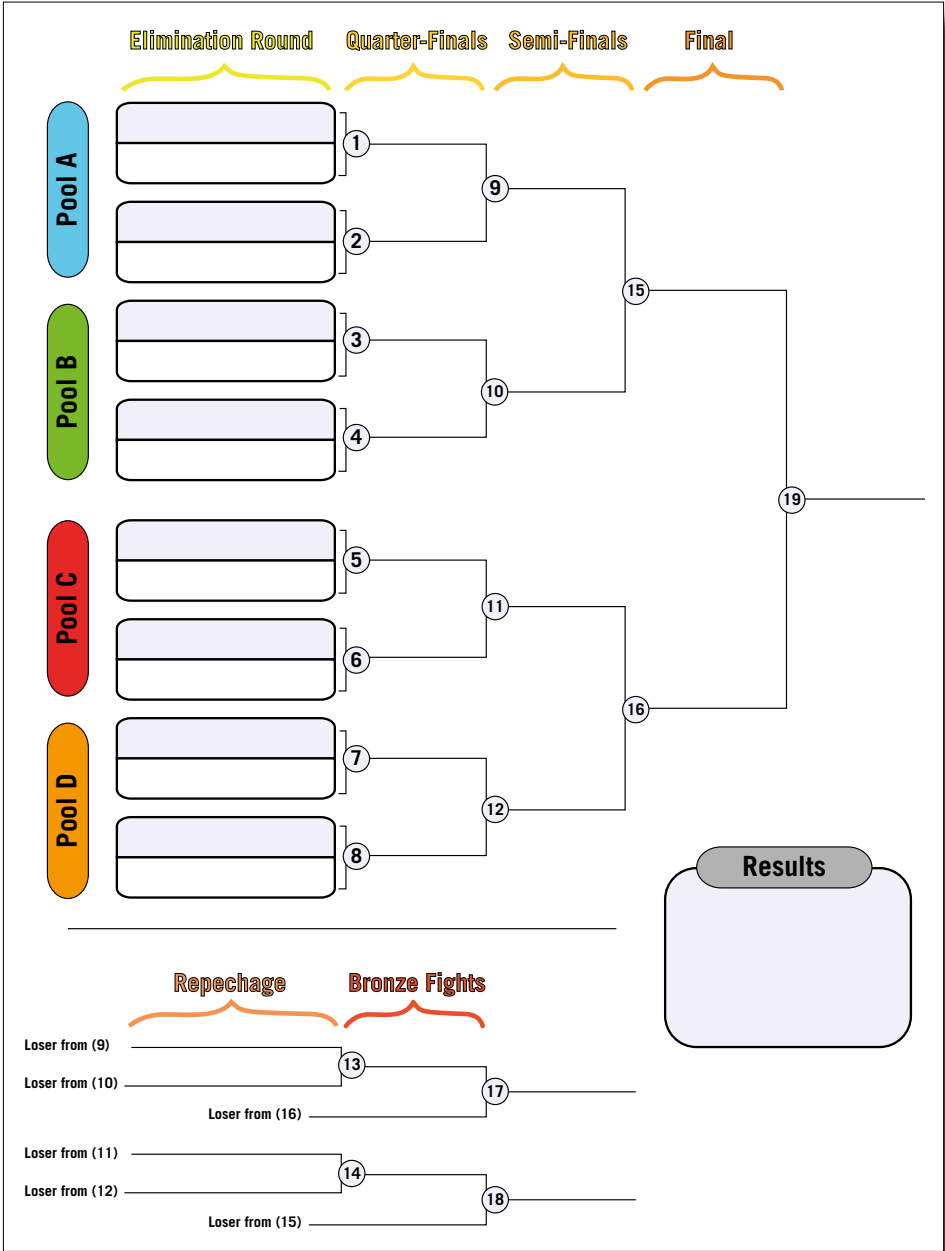 Elimination Round
Quarter-Finals
Semi-Finals
Final
Pool A
1
2
9
Pool B
3
4
10
15
Pool C
5
6
11
Pool D
7
8
12
16
19
Results
Repechage
Bronze Fights
Loser from (9)
Loser from (10)
13
Loser from (16)
17
Loser from (11)
Loser from (12)
14
Loser from (15)
18